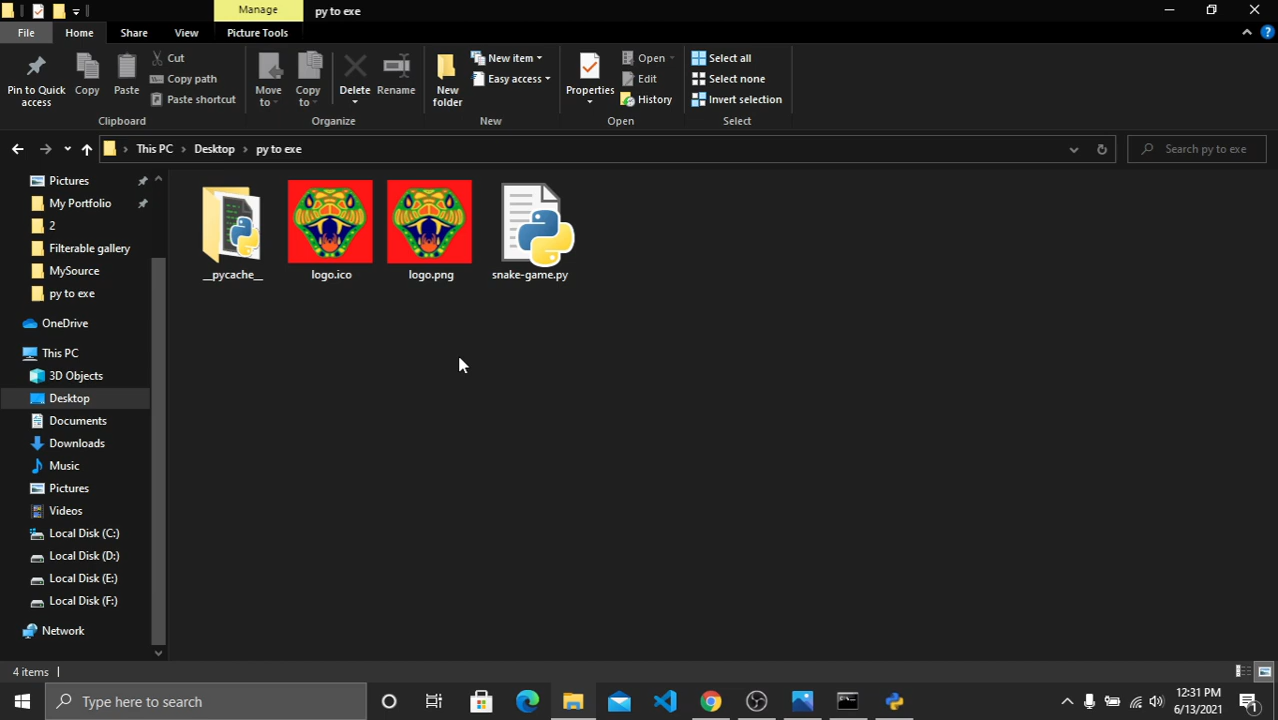 Manage
py to exe
File
Home
Share
View
Picture Tools
Pin to Quick access
Copy
Paste
Cut
Copy path
Paste shortcut
Clipboard
Move to
Copy to
Delete
Rename
Organize
New folder
New item
Easy access
New
Properties
Open
Edit
History
Open
Select all
Select none
Invert selection
Select
This PC
Desktop
py to exe
Search py to exe
Pictures
My Portfolio
2
Filterable gallery
MySource
py to exe
OneDrive
This PC
3D Objects
Desktop
Documents
Downloads
Music
Pictures
Videos
Local Disk (C:)
Local Disk (D:)
Local Disk (E:)
Local Disk (F:)
Network
__pycache__
logo.ico
logo.png
snake-game.py
4 items
Type here to search
12:31 PM
6/13/2021
1